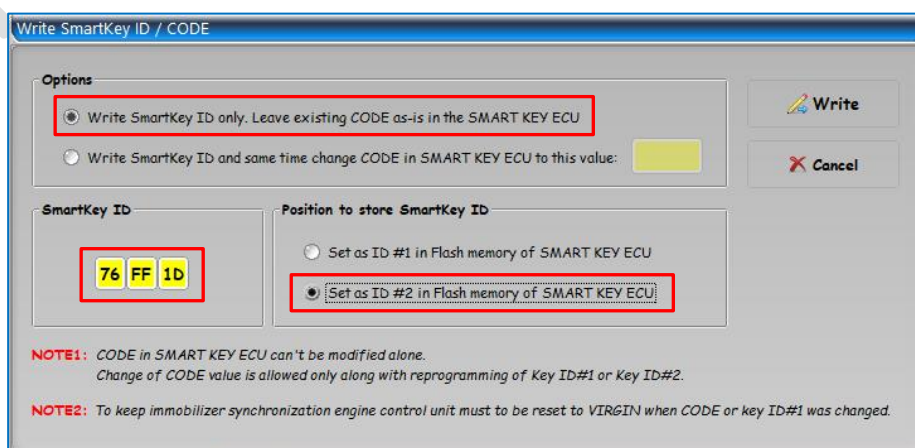 Write SmartKey ID / CODE
Options
Write SmartKey ID only. Leave existing CODE as-is in the SMART KEY ECU
Write SmartKey ID and same time change CODE in SMART KEY ECU to this value:
Write
Cancel
SmartKey ID
76 FF 1D
Position to store SmartKey ID
Set as ID #1 in Flash memory of SMART KEY ECU
Set as ID #2 in Flash memory of SMART KEY ECU
NOTE1: CODE in SMART KEY ECU can't be modified alone.
Change of CODE value is allowed only along with reprogramming of Key ID#1 or Key ID#2.
NOTE2: To keep immobilizer synchronization engine control unit must to be reset to VIRGIN when CODE or key ID#1 was changed.